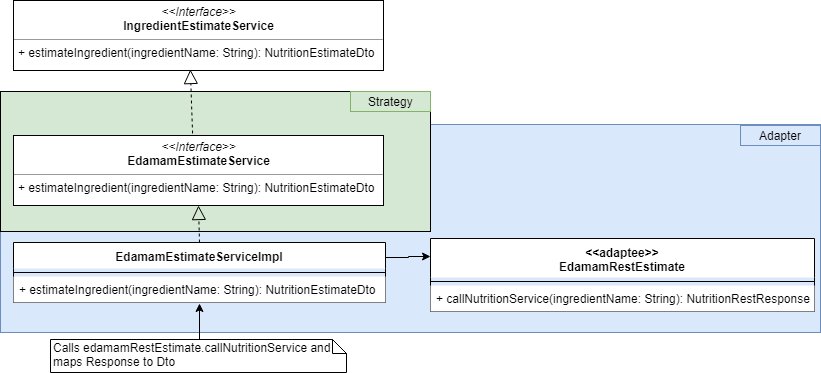 <<Interface>>
IngredientEstimateService
+ estimateIngredient(ingredientName: String): NutritionEstimateDto
Strategy
Adapter
<<Interface>>
EdamamEstimateService
+ estimateIngredient(ingredientName: String): NutritionEstimateDto
EdamamEstimateServiceImpl
+ estimateIngredient(ingredientName: String): NutritionEstimateDto
<<adaptee>>
EdamamRestEstimate
+ callNutritionService(ingredientName: String): NutritionRestResponse
Calls edamamRestEstimate.callNutritionService and
maps Response to Dto